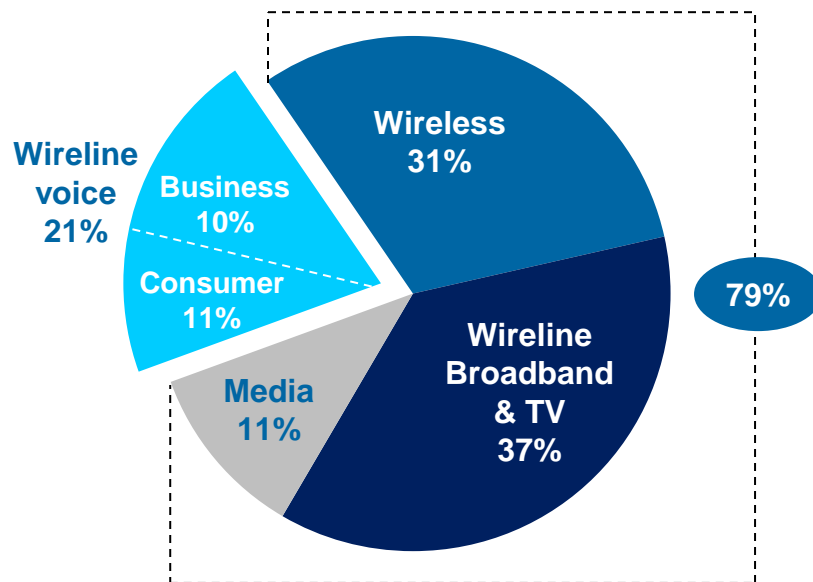 Wireless
31%
Wireline
voice
21%
Business
10%
Consumer
11%
79%
Wireline
Broadband
& TV
37%
Media
11%